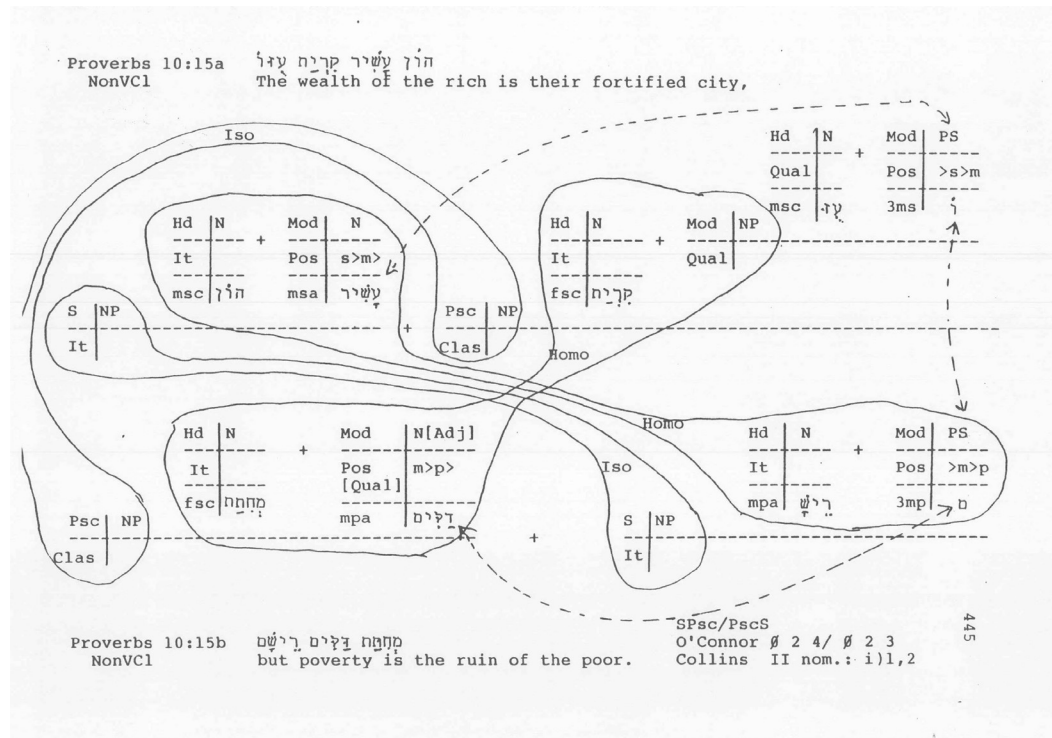 Proverbs 10:15a הוֹן עָשִׁיר קִרְיַת עֻזּוֹ
NonVCl The wealth of the rich is their fortified city,
Iso
Hd N + Mod PS
Qual Pos >s>m
msc עֻז 3ms וֹ
Hd N + Mod N Hd N + Mod NP
It Pos s>m> It Qual
msc הוֹן msa עָשִׁיר fsc קִרְיַת
S NP + Psc NP
It Clas
Homo
Homo
Hd N + Mod N[Adj] Hd N + Mod PS
It Pos m>p> Iso It Pos >m>p
[Qual]
fsc מְחִתַּת mpa דַּלִּים mpa רֵישָׁ 3mp ם
Psc NP + S NP
Clas It
SPsc/PscS
Proverbs 10:15b מְחִתַּת דַּלִּים רֵישָׁם O'Connor Ø 2 4/ Ø 2 3
NonVCl but poverty is the ruin of the poor. Collins II nom.: i)1,2
445